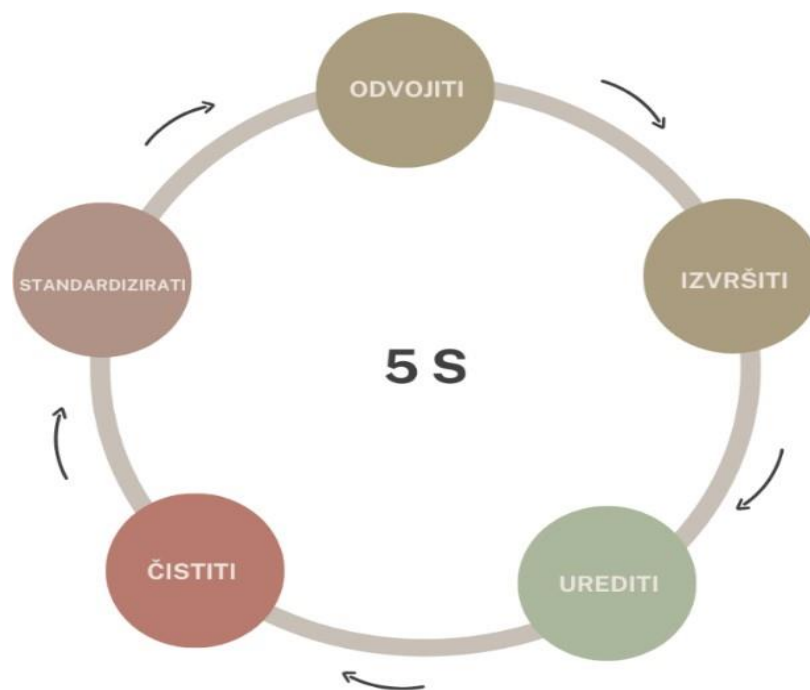 ODVOJITI
IZVRŠITI
UREDITI
ČISTITI
STANDARDIZIRATI
5 S